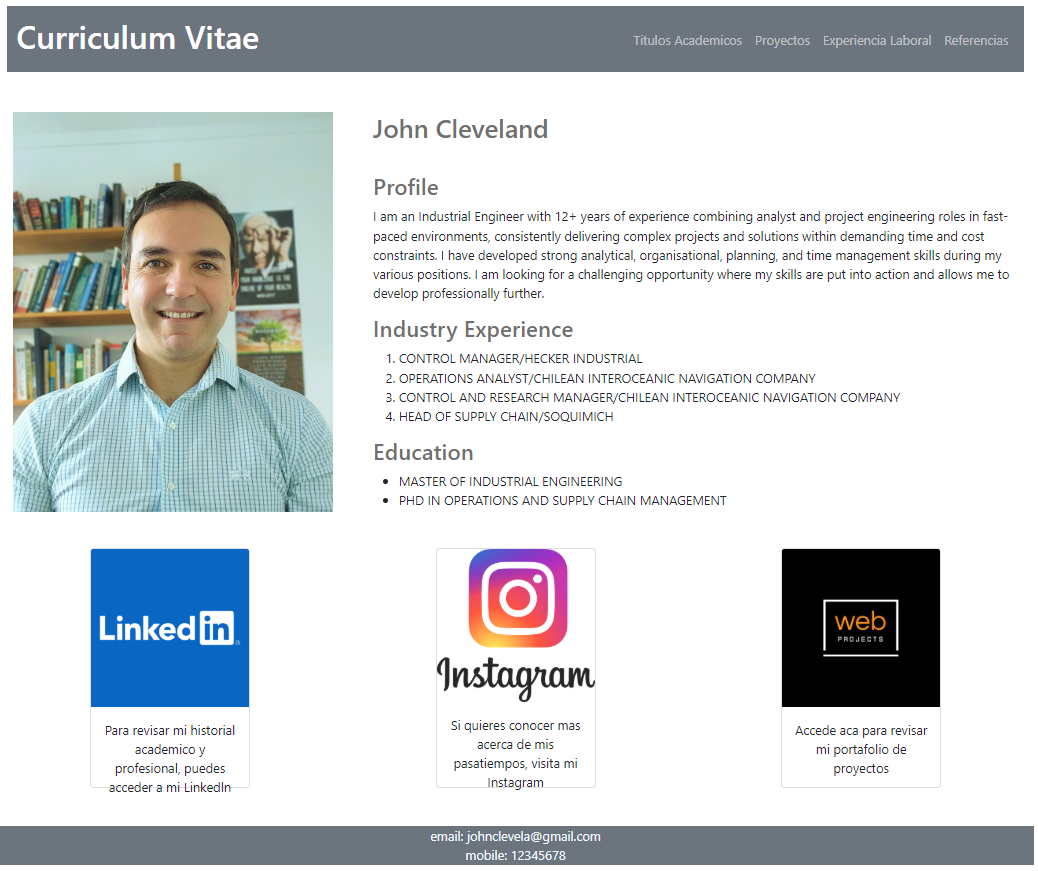 Curriculum Vitae
Titulos Academicos Proyectos Experiencia Laboral Referencias
John Cleveland
Profile
I am an Industrial Engineer with 12+ years of experience combining analyst and project engineering roles in fast-
paced environments, consistently delivering complex projects and solutions within demanding time and cost
constraints. I have developed strong analytical, organisational, planning, and time management skills during my
various positions. I am looking for a challenging opportunity where my skills are put into action and allows me to
develop professionally further.
Industry Experience
1. CONTROL MANAGER/HECKER INDUSTRIAL
2. OPERATIONS ANALYST/CHILEAN INTEROCEANIC NAVIGATION COMPANY
3. CONTROL AND RESEARCH MANAGER/CHILEAN INTEROCEANIC NAVIGATION COMPANY
4. HEAD OF SUPPLY CHAIN/SOQUIMICH
Education
• MASTER OF INDUSTRIAL ENGINEERING
• PHD IN OPERATIONS AND SUPPLY CHAIN MANAGEMENT
LinkedIn
Para revisar mi historial
academico y
profesional, puedes
acceder a mi LinkedIn
Instagram
Si quieres conocer mas
acerca de mis
pasatiempos, visita mi
Instagram
web
PROJECTS
Accede aca para revisar
mi portafolio de
proyectos
email: johnclevela@gmail.com
mobile: 12345678